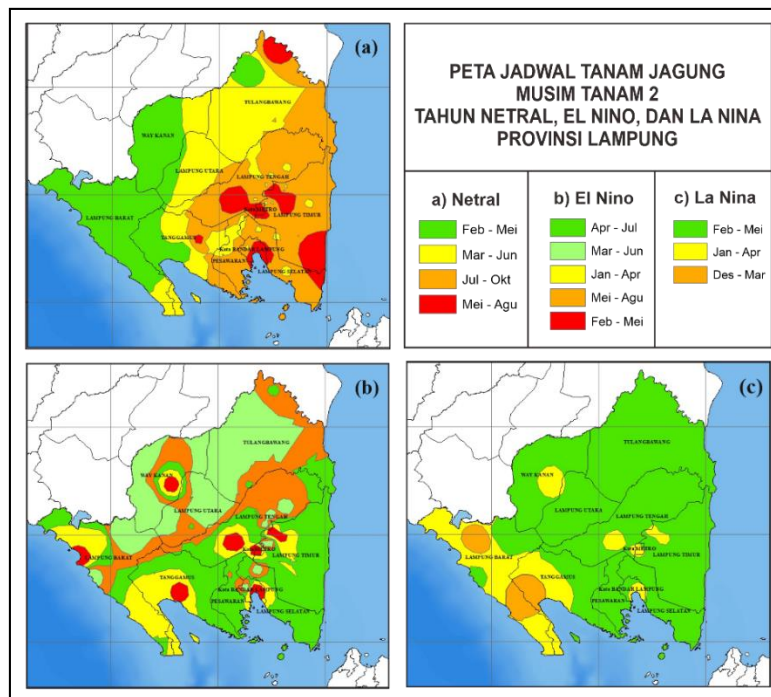 (a)
WAY KANAN
TULANGBAWANG
LAMPUNG UTARA
LAMPUNG TENGAH
LAMPUNG BARAT
Kota METRO
LAMPUNG TIMUR
TANGGAMUS
Kota BANDAR LAMPUNG
PESAWARAN
LAMPUNG SELATAN
PETA JADWAL TANAM JAGUNG
MUSIM TANAM 2
TAHUN NETRAL, EL NINO, DAN LA NINA
PROVINSI LAMPUNG
a) Netral
Feb - Mei
Mar - Jun
Jul - Okt
Mei - Agu
b) El Nino
Apr - Jul
Mar - Jun
Jan - Apr
Mei - Agu
Feb - Mei
c) La Nina
Feb - Mei
Jan - Apr
Des - Mar
(b)
TULANGBAWANG
WAY KANAN
LAMPUNG UTARA
LAMPUNG TENGAH
LAMPUNG BARAT
Kota METRO
LAMPUNG TIMUR
TANGGAMUS
Kota BANDAR LAMPUNG
PESAWARAN
LAMPUNG SELATAN
(c)
TULANGBAWANG
WAY KANAN
LAMPUNG UTARA
LAMPUNG TENGAH
Kota METRO
LAMPUNG BARAT
LAMPUNG TIMUR
TANGGAMUS
Kota BANDAR LAMPUNG
PESAWARAN
LAMPUNG SELATAN